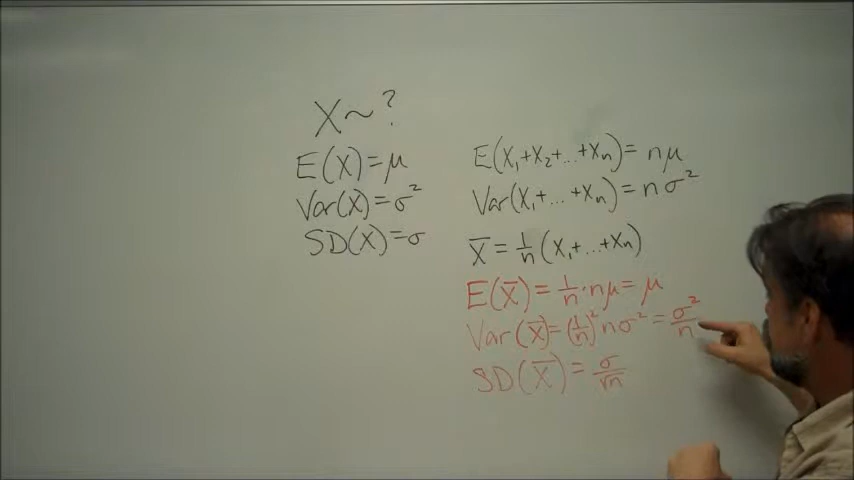 X ~ ?
E(X) = μ
Var(X) = σ²
SD(X) = σ
E(X₁+X₂+...+Xₙ) = nμ
Var(X₁+...+Xₙ) = nσ²
X̄ = 1/n (X₁+...+Xₙ)
E(X̄) = 1/n · nμ = μ
Var(X̄) = (1/n)² nσ² = σ²/n
SD(X̄) = σ/√n